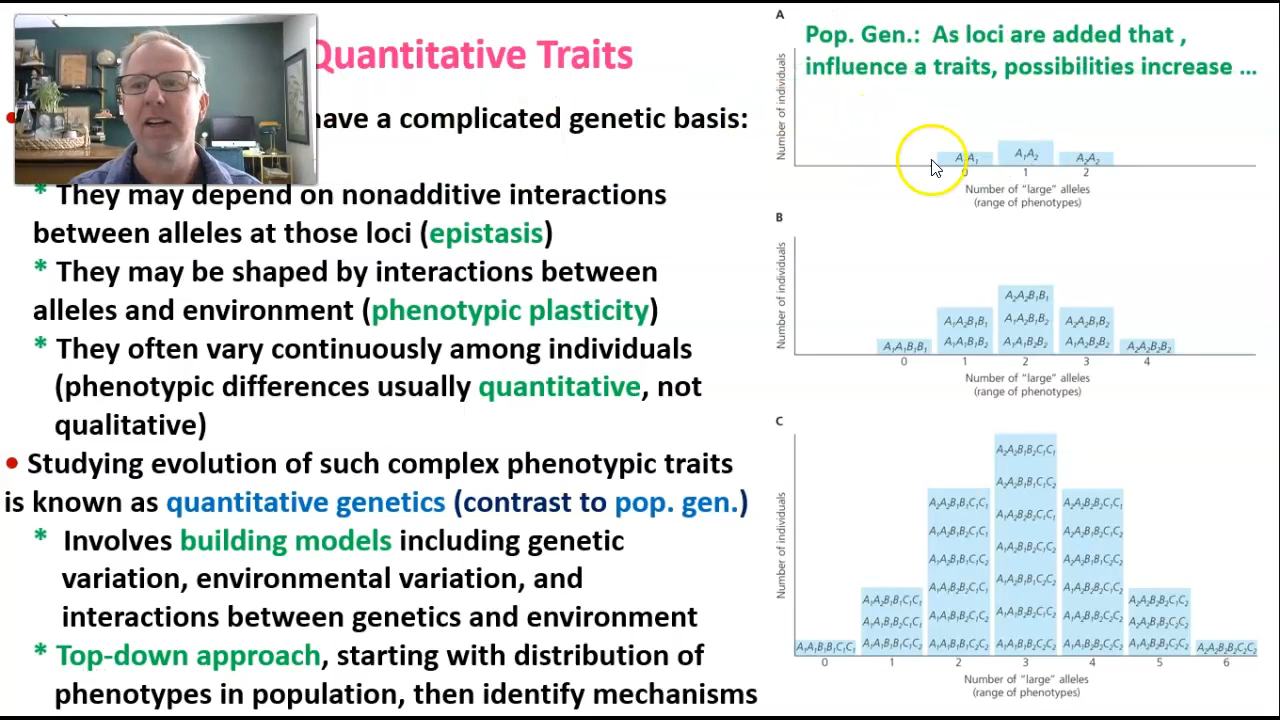 Quantitative Traits
have a complicated genetic basis:
* They may depend on nonadditive interactions
between alleles at those loci (epistasis)
* They may be shaped by interactions between
alleles and environment (phenotypic plasticity)
* They often vary continuously among individuals
(phenotypic differences usually quantitative, not
qualitative)
• Studying evolution of such complex phenotypic traits
is known as quantitative genetics (contrast to pop. gen.)
* Involves building models including genetic
variation, environmental variation, and
interactions between genetics and environment
* Top-down approach, starting with distribution of
phenotypes in population, then identify mechanisms
A
Pop. Gen.: As loci are added that ,
influence a traits, possibilities increase ...
Number of individuals
A₁A₁ A₁A₂ A₂A₂
0 1 2
Number of "large" alleles
(range of phenotypes)
B
Number of individuals
A₂A₂B₁B₁
A₁A₂B₁B₁ A₁A₂B₁B₂ A₂A₂B₁B₂
A₁A₁B₁B₁ A₁A₁B₁B₂ A₁A₁B₂B₂ A₁A₂B₂B₂ A₂A₂B₂B₂
0 1 2 3 4
Number of "large" alleles
(range of phenotypes)
C
Number of individuals
0 1 2 3 4 5 6
Number of "large" alleles
(range of phenotypes)